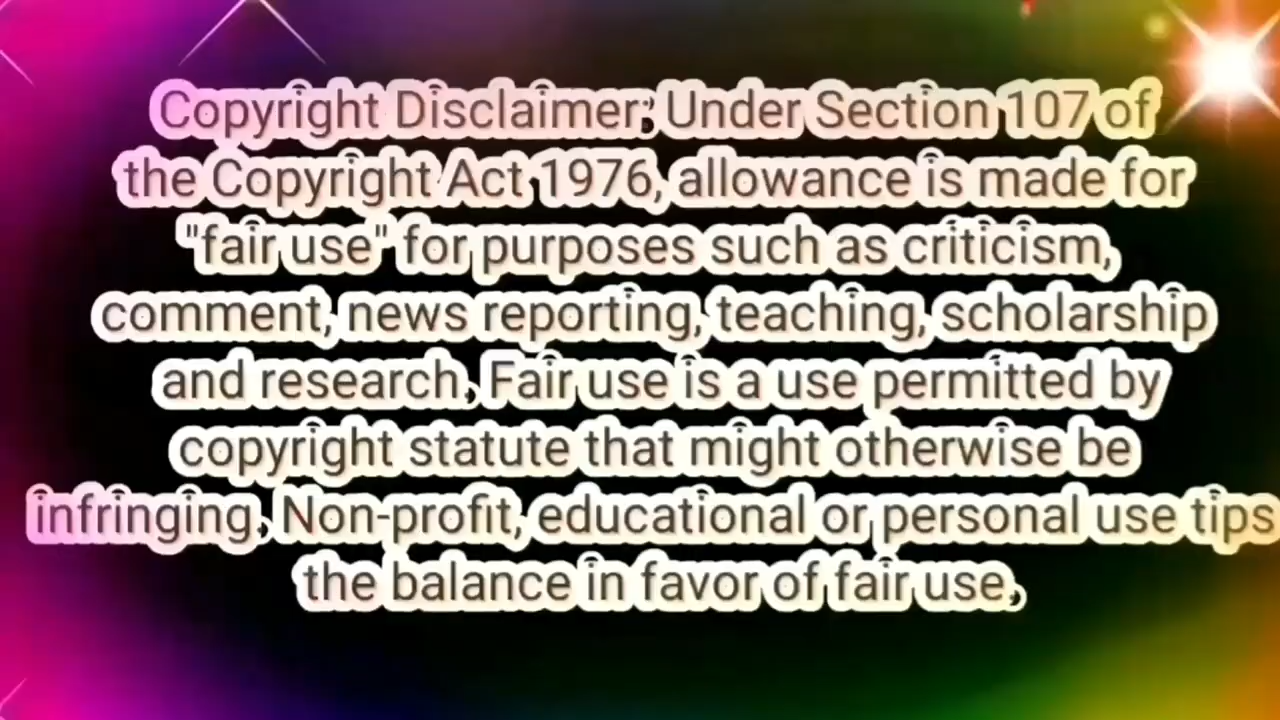 Copyright Disclaimer: Under Section 107 of
the Copyright Act 1976, allowance is made for
"fair use" for purposes such as criticism,
comment, news reporting, teaching, scholarship
and research. Fair use is a use permitted by
copyright statute that might otherwise be
infringing. Non-profit, educational or personal use tips
the balance in favor of fair use.